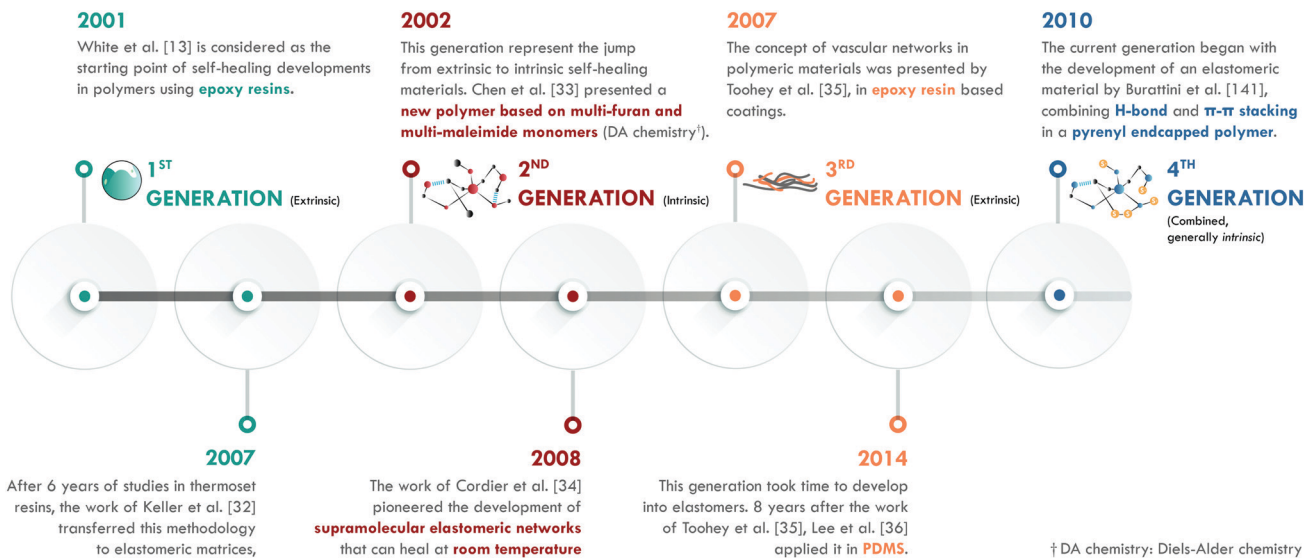 2001
White et al. [13] is considered as the
starting point of self-healing developments
in polymers using epoxy resins.
2002
This generation represent the jump
from extrinsic to intrinsic self-healing
materials. Chen et al. [33] presented a
new polymer based on multi-furan and
multi-maleimide monomers (DA chemistry†).
2007
The concept of vascular networks in
polymeric materials was presented by
Toohey et al. [35], in epoxy resin based
coatings.
2010
The current generation began with
the development of an elastomeric
material by Burattini et al. [141],
combining H-bond and π-π stacking
in a pyrenyl endcapped polymer.
1ST
GENERATION (Extrinsic)
2ND
GENERATION (Intrinsic)
3RD
GENERATION (Extrinsic)
4TH
GENERATION
(Combined,
generally intrinsic)
2007
After 6 years of studies in thermoset
resins, the work of Keller et al. [32]
transferred this methodology
to elastomeric matrices,
2008
The work of Cordier et al. [34]
pioneered the development of
supramolecular elastomeric networks
that can heal at room temperature
2014
This generation took time to develop
into elastomers. 8 years after the work
of Toohey et al. [35], Lee et al. [36]
applied it in PDMS.
† DA chemistry: Diels-Alder chemistry